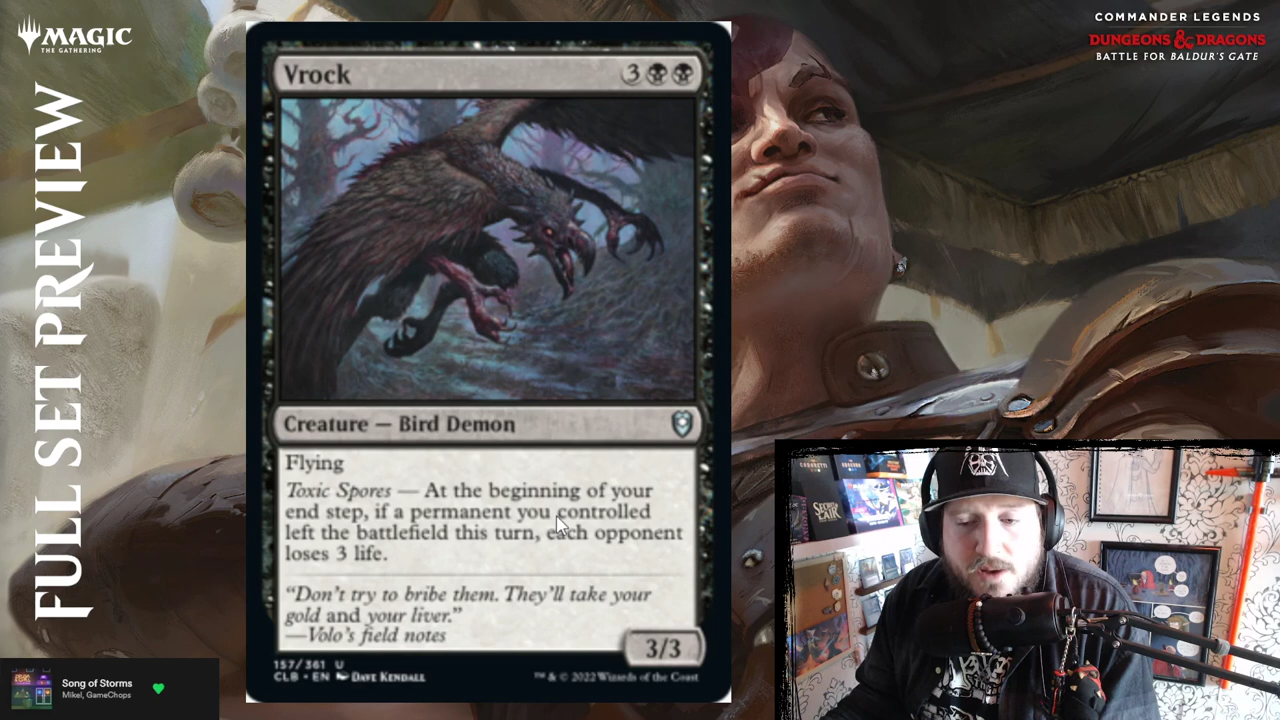 MAGIC
THE GATHERING
COMMANDER LEGENDS
DUNGEONS & DRAGONS
BATTLE FOR BALDUR'S GATE
FULL SET PREVIEW
Vrock
3
Creature — Bird Demon
Flying
Toxic Spores — At the beginning of your
end step, if a permanent you controlled
left the battlefield this turn, each opponent
loses 3 life.
"Don't try to bribe them. They'll take your
gold and your liver."
—Volo's field notes
3/3
157/361 U
CLB • EN DAVE KENDALL
™ & © 2022 Wizards of the Coast
Song of Storms
Mikel, GameChops
SECRET
LAIR